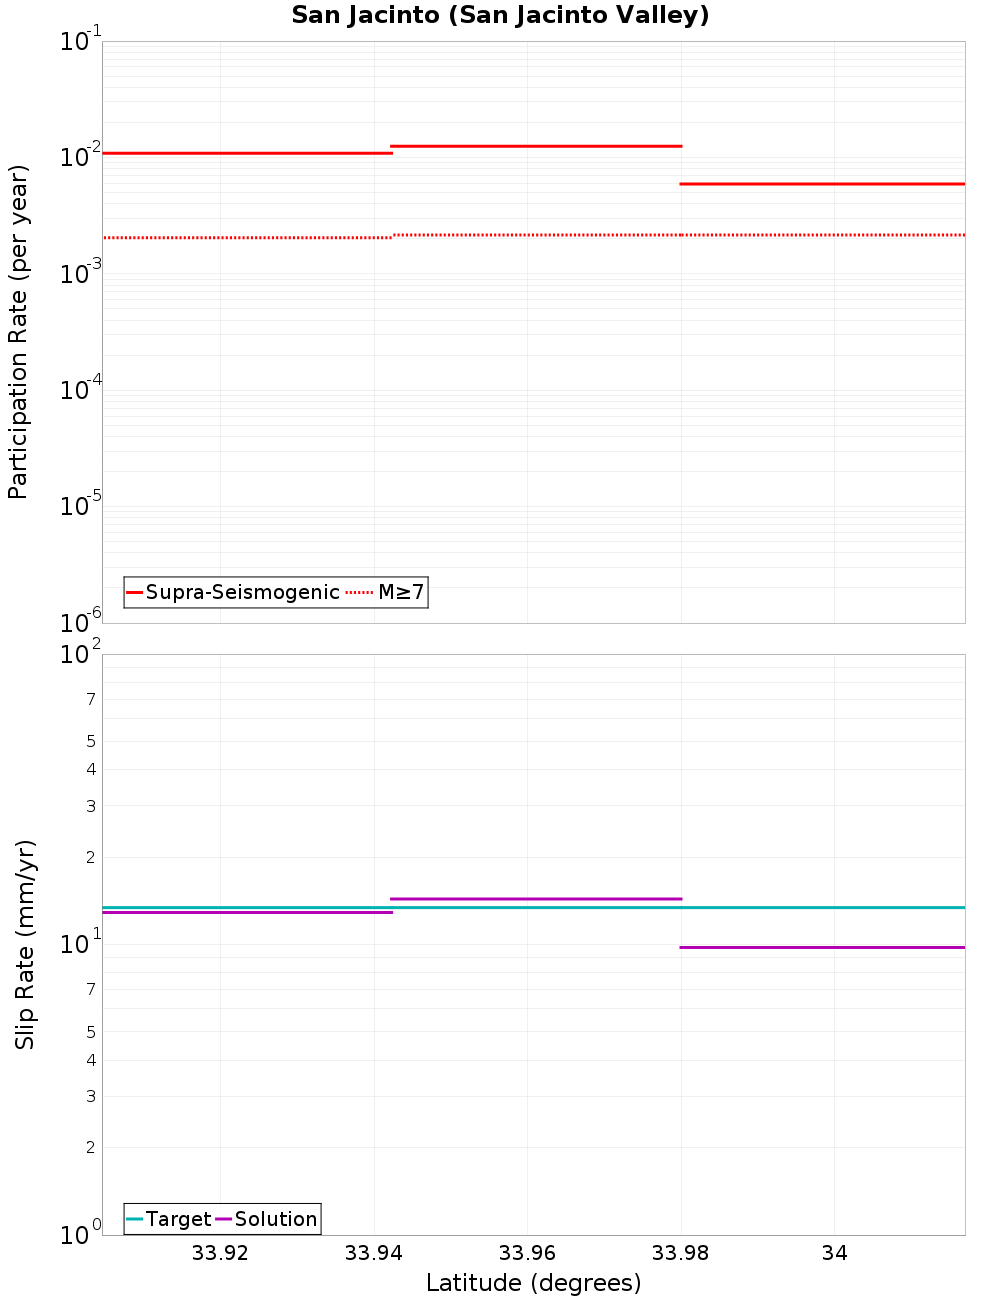 San Jacinto (San Jacinto Valley)
10^-1
10^-2
10^-3
10^-4
10^-5
10^-6
Participation Rate (per year)
Supra-Seismogenic M≥7
10^2
7
5
4
3
2
10^1
7
5
4
3
2
10^0
Slip Rate (mm/yr)
Target Solution
33.92 33.94 33.96 33.98 34
Latitude (degrees)